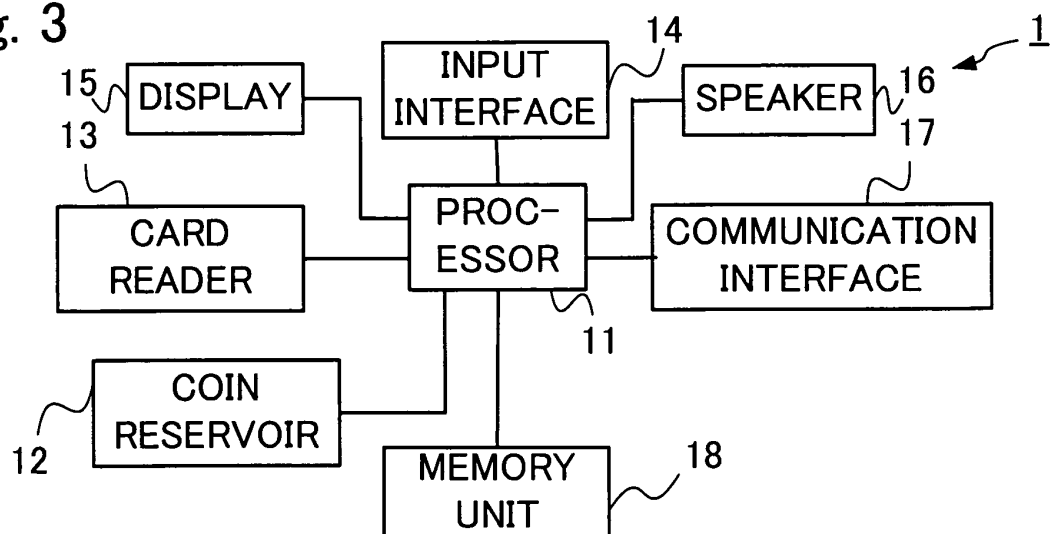 g. 3
14
1
INPUT
INTERFACE
15
DISPLAY
SPEAKER
16
13
17
PROC-
ESSOR
CARD
READER
COMMUNICATION
INTERFACE
11
COIN
RESERVOIR
12
MEMORY
UNIT
18